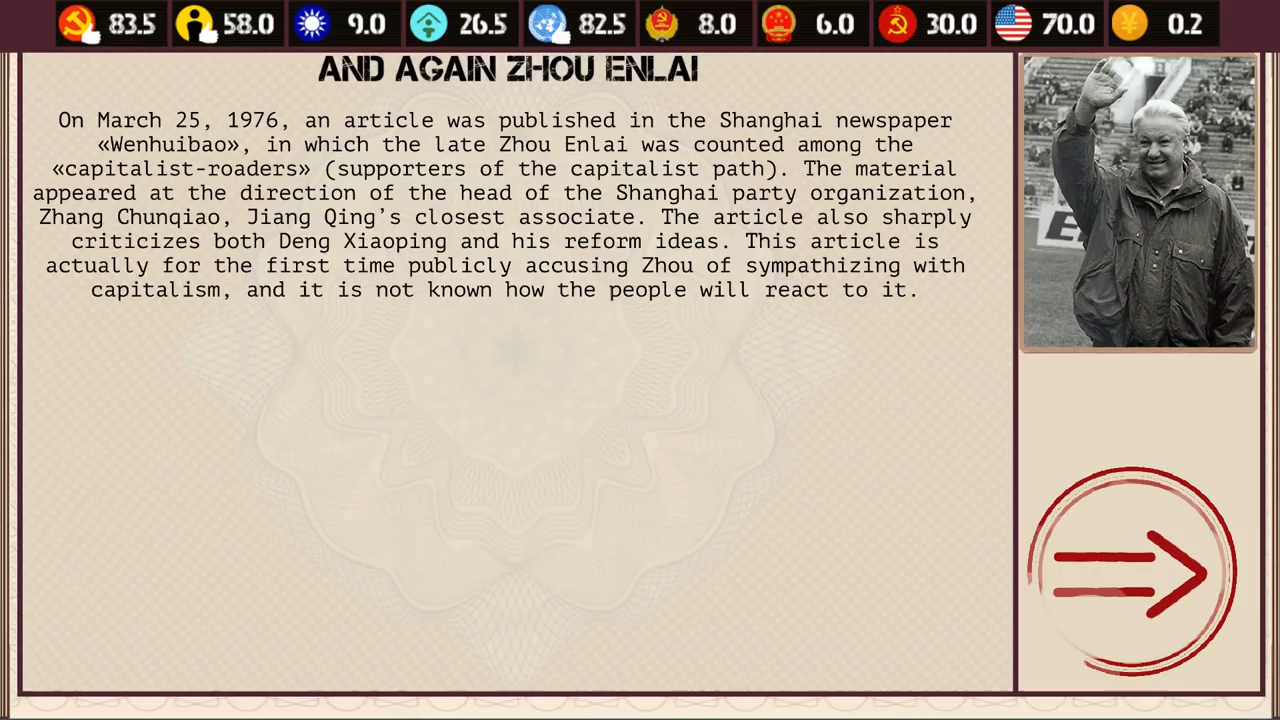 83.5 58.0 9.0 26.5 82.5 8.0 6.0 30.0 70.0 0.2
AND AGAIN ZHOU ENLAI
On March 25, 1976, an article was published in the Shanghai newspaper
«Wenhuibao», in which the late Zhou Enlai was counted among the
«capitalist-roaders» (supporters of the capitalist path). The material
appeared at the direction of the head of the Shanghai party organization,
Zhang Chunqiao, Jiang Qing’s closest associate. The article also sharply
criticizes both Deng Xiaoping and his reform ideas. This article is
actually for the first time publicly accusing Zhou of sympathizing with
capitalism, and it is not known how the people will react to it.